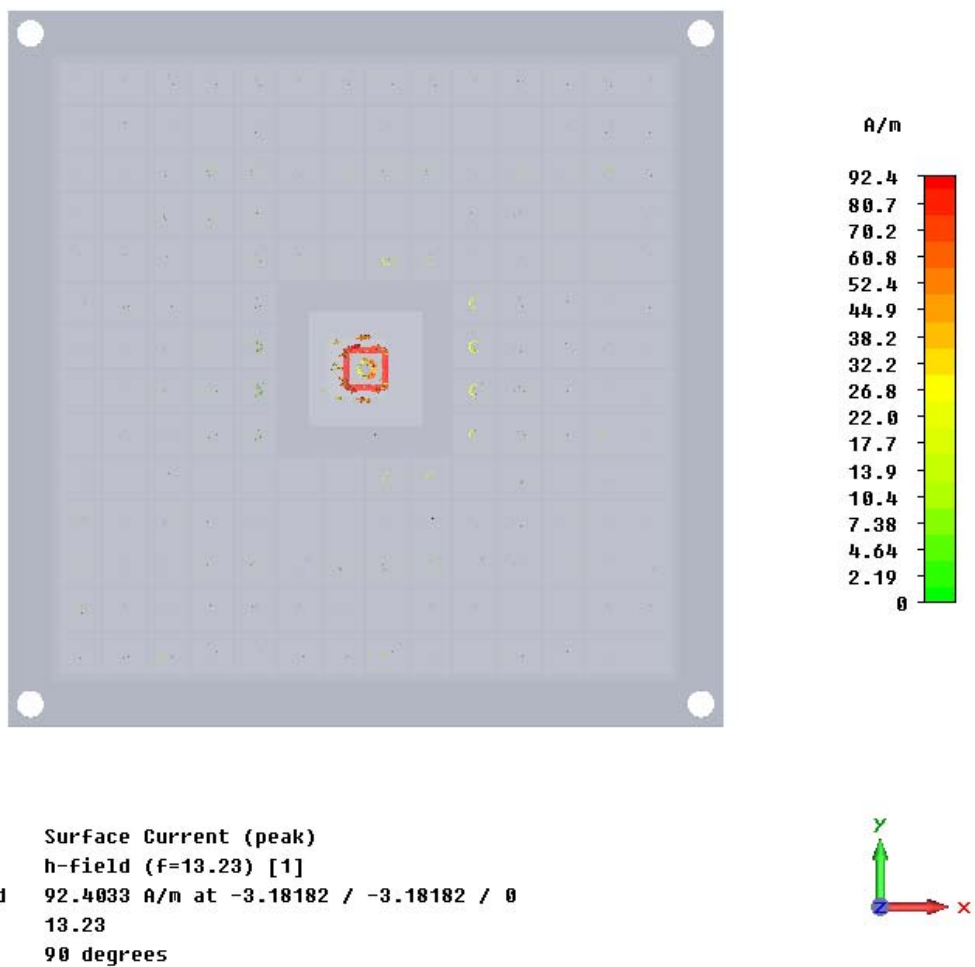 A/m
92.4
80.7
70.2
60.8
52.4
44.9
38.2
32.2
26.8
22.0
17.7
13.9
10.4
7.38
4.64
2.19
0
Surface Current (peak)
h-field (f=13.23) [1]
d 92.4033 A/m at -3.18182 / -3.18182 / 0
13.23
90 degrees
y
z
x